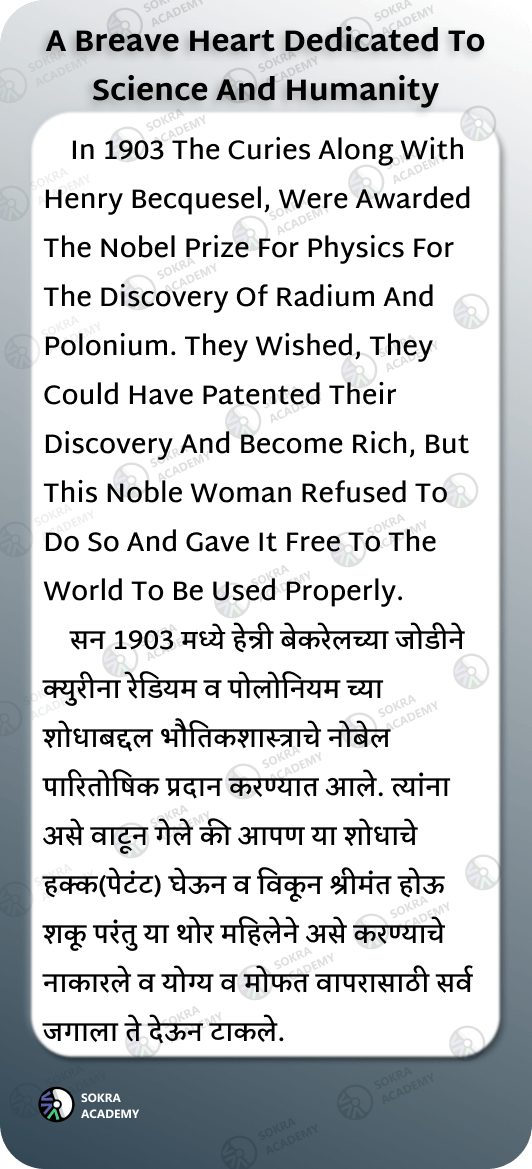 A Breave Heart Dedicated To
Science And Humanity
In 1903 The Curies Along With
Henry Becquesel, Were Awarded
The Nobel Prize For Physics For
The Discovery Of Radium And
Polonium. They Wished, They
Could Have Patented Their
Discovery And Become Rich, But
This Noble Woman Refused To
Do So And Gave It Free To The
World To Be Used Properly.
सन 1903 मध्ये हेन्री बेकरेलच्या जोडीने
क्युरीना रेडियम व पोलोनियम च्या
शोधाबद्दल भौतिकशास्त्राचे नोबेल
पारितोषिक प्रदान करण्यात आले. त्यांना
असे वाटून गेले की आपण या शोधाचे
हक्क(पेटंट) घेऊन व विकून श्रीमंत होऊ
शकू परंतु या थोर महिलेने असे करण्याचे
नाकारले व योग्य व मोफत वापरासाठी सर्व
जगाला ते देऊन टाकले.
SOKRA
ACADEMY